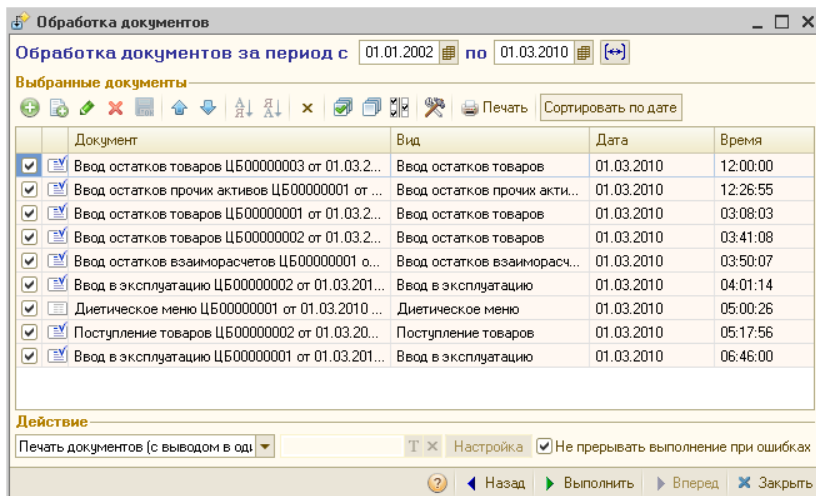 Обработка документов
Обработка документов за период с 01.01.2002 по 01.03.2010
Выбранные документы
Печать Сортировать по дате
Документ Вид Дата Время
Ввод остатков товаров ЦБ00000003 от 01.03.2... Ввод остатков товаров 01.03.2010 12:00:00
Ввод остатков прочих активов ЦБ00000001 от ... Ввод остатков прочих акти... 01.03.2010 12:26:55
Ввод остатков товаров ЦБ00000001 от 01.03.2... Ввод остатков товаров 01.03.2010 03:08:03
Ввод остатков товаров ЦБ00000002 от 01.03.2... Ввод остатков товаров 01.03.2010 03:41:08
Ввод остатков взаиморасчетов ЦБ00000001 о... Ввод остатков взаиморасч... 01.03.2010 03:50:07
Ввод в эксплуатацию ЦБ00000002 от 01.03.201... Ввод в эксплуатацию 01.03.2010 04:01:14
Диетическое меню ЦБ00000001 от 01.03.2010 ... Диетическое меню 01.03.2010 05:00:26
Поступление товаров ЦБ00000002 от 01.03.20... Поступление товаров 01.03.2010 05:17:56
Ввод в эксплуатацию ЦБ00000001 от 01.03.201... Ввод в эксплуатацию 01.03.2010 06:46:00
Действие
Печать документов (с выводом в оди T Настройка Не прерывать выполнение при ошибках
Назад Выполнить Вперед Закрыть